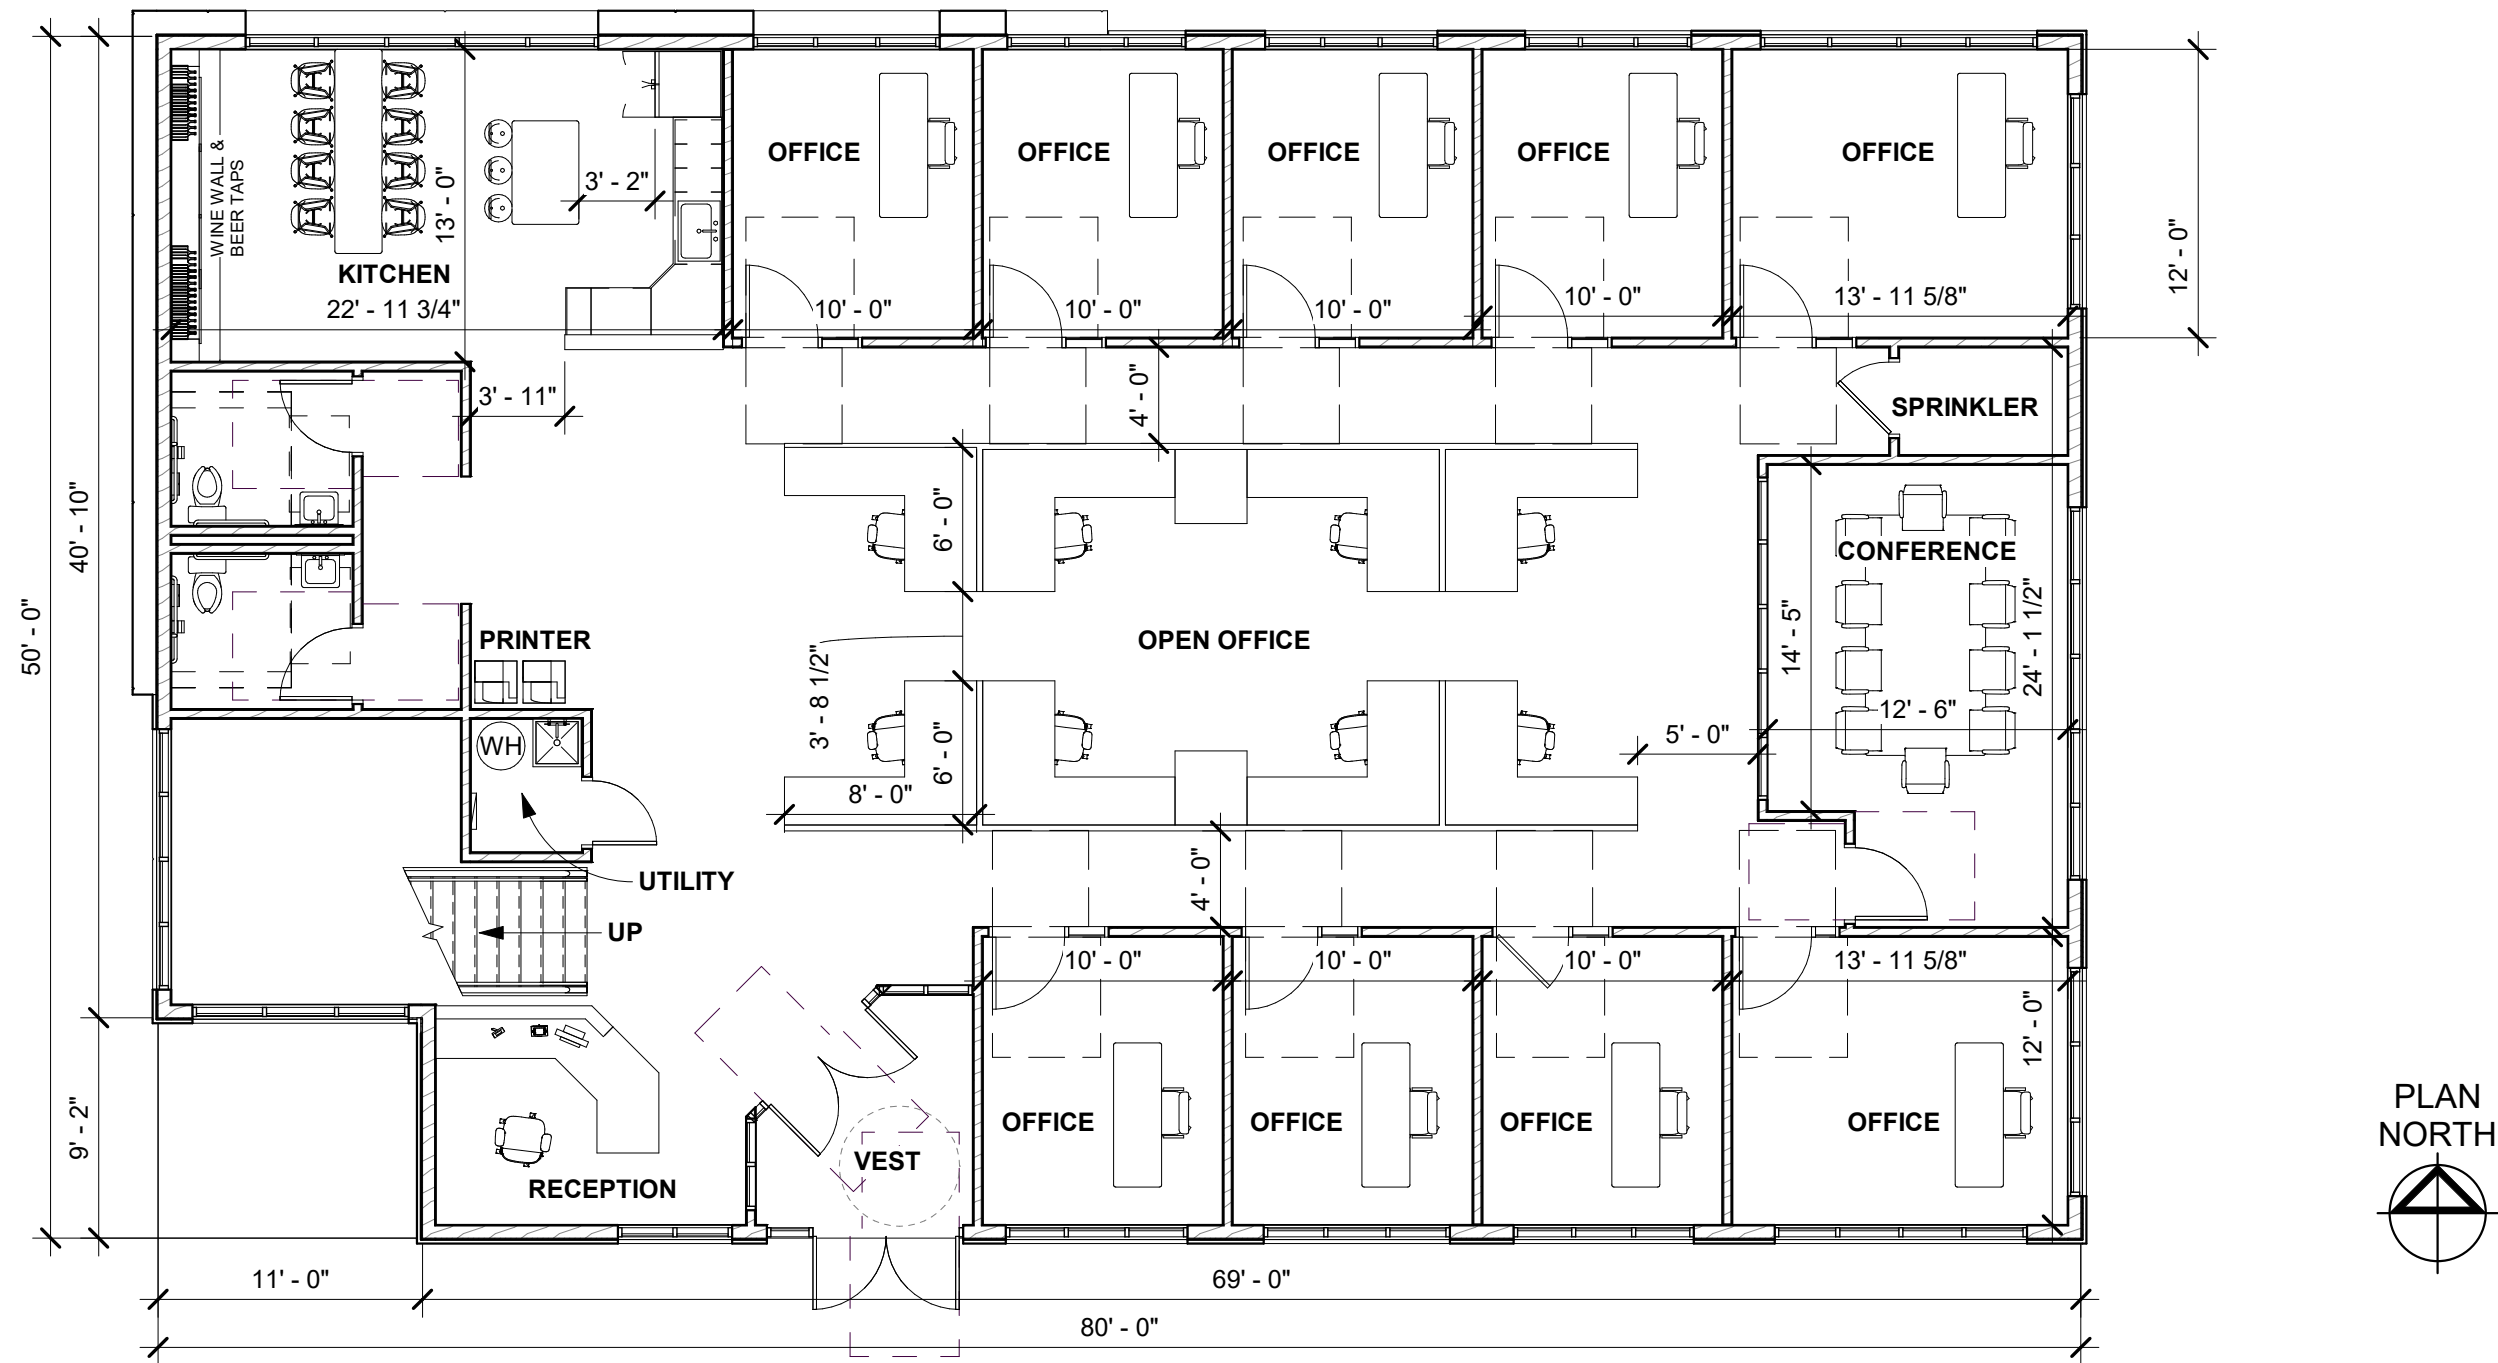 WINE WALL &
BEER TAPS
13' - 0"
KITCHEN
22' - 11 3/4"
3' - 2"
OFFICE
OFFICE
OFFICE
OFFICE
OFFICE
10' - 0"
10' - 0"
10' - 0"
10' - 0"
13' - 11 5/8"
12' - 0"
3' - 11"
4' - 0"
SPRINKLER
50' - 0"
40' - 10"
6' - 0"
CONFERENCE
PRINTER
OPEN OFFICE
3' - 8 1/2"
14' - 5"
24' - 1 1/2"
12' - 6"
5' - 0"
WH
6' - 0"
8' - 0"
UTILITY
4' - 0"
UP
10' - 0"
10' - 0"
10' - 0"
13' - 11 5/8"
12' - 0"
9' - 2"
OFFICE
OFFICE
OFFICE
OFFICE
VEST
RECEPTION
PLAN
NORTH
11' - 0"
69' - 0"
80' - 0"